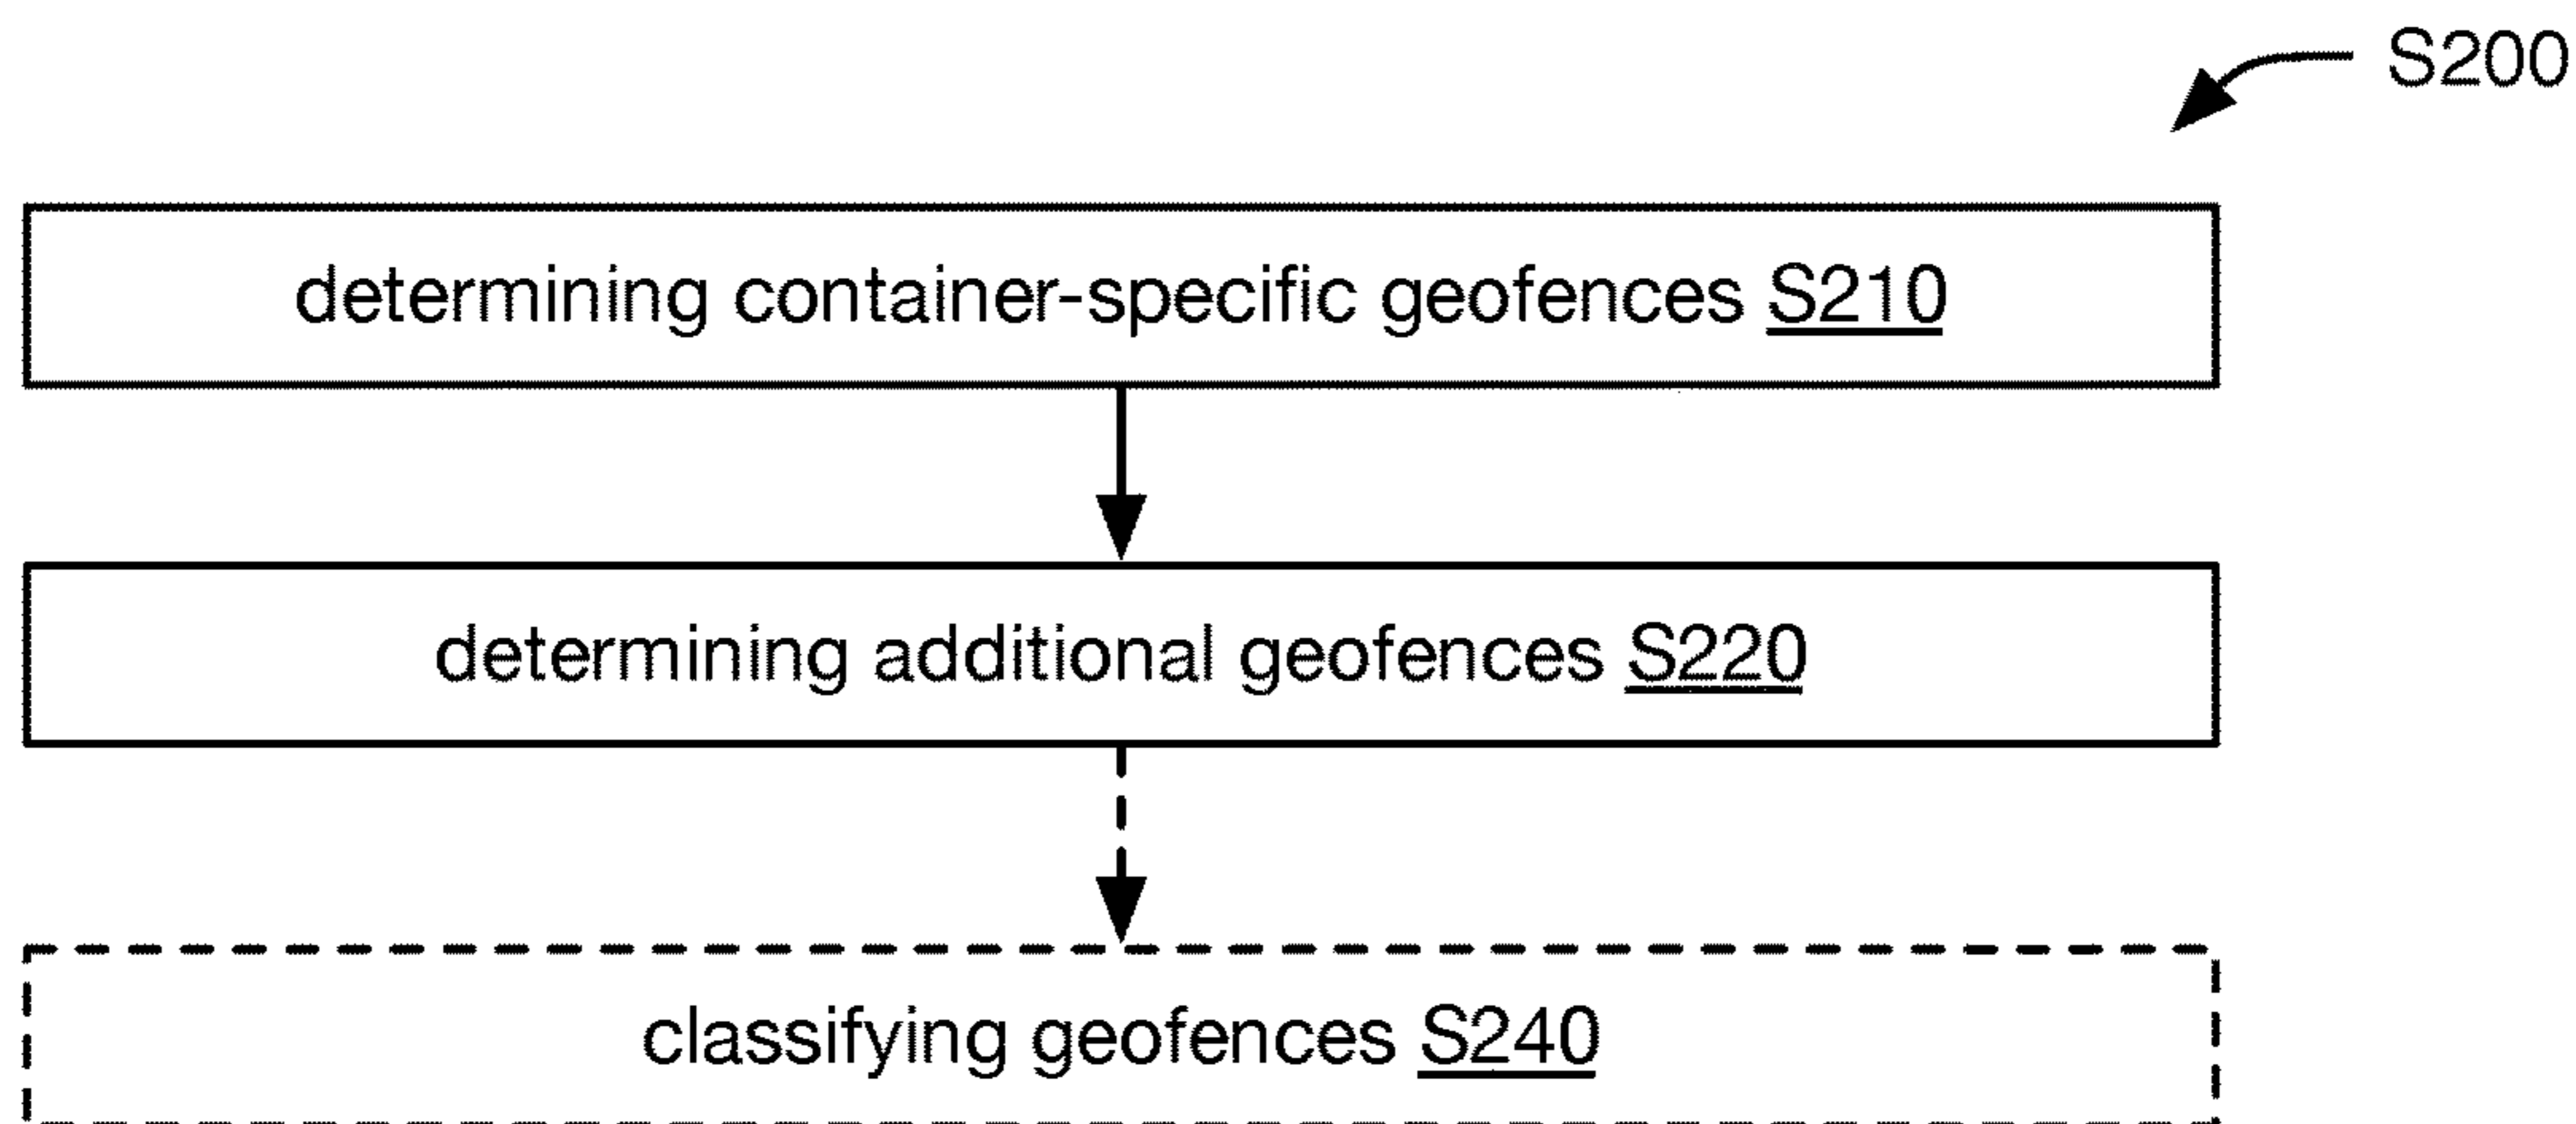 S200
determining container-specific geofences S210
determining additional geofences S220
classifying geofences S240